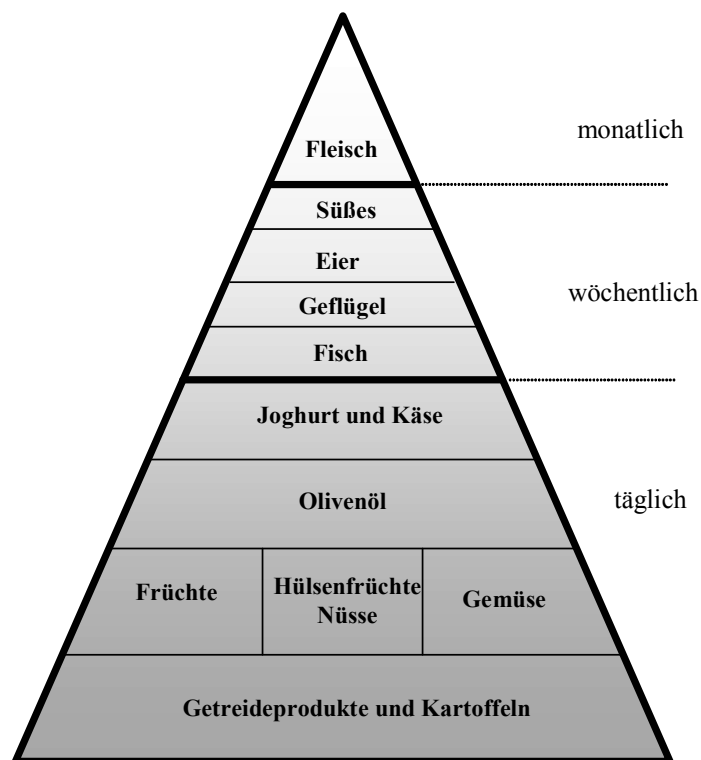 monatlich
Fleisch
Süßes
Eier
wöchentlich
Geflügel
Fisch
Joghurt und Käse
Olivenöl
täglich
Früchte
Hülsenfrüchte
Nüsse
Gemüse
Getreideprodukte und Kartoffeln